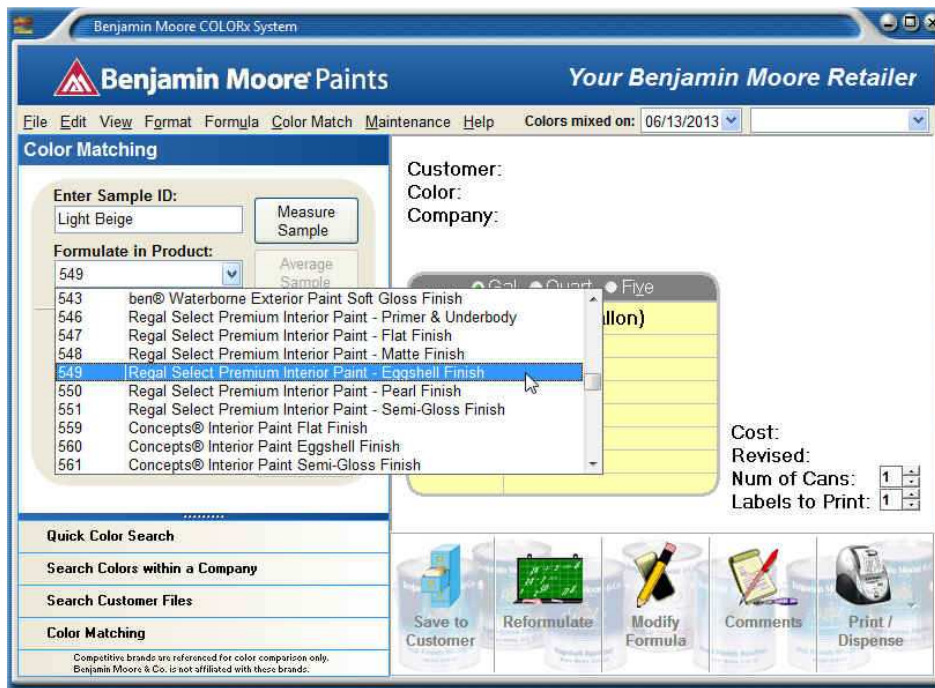 Benjamin Moore COLORx System
Benjamin Moore Paints
Your Benjamin Moore Retailer
File Edit View Format Formula Color Match Maintenance Help Colors mixed on: 06/13/2013
Color Matching
Enter Sample ID:
Light Beige
Measure
Sample
Formulate in Product:
549
Average
Sample
543 ben® Waterborne Exterior Paint Soft Gloss Finish
546 Regal Select Premium Interior Paint - Primer & Underbody
547 Regal Select Premium Interior Paint - Flat Finish
548 Regal Select Premium Interior Paint - Matte Finish
549 Regal Select Premium Interior Paint - Eggshell Finish
550 Regal Select Premium Interior Paint - Pearl Finish
551 Regal Select Premium Interior Paint - Semi-Gloss Finish
559 Concepts® Interior Paint Flat Finish
560 Concepts® Interior Paint Eggshell Finish
561 Concepts® Interior Paint Semi-Gloss Finish
Customer:
Color:
Company:
Gal Quart Five
llon)
Cost:
Revised:
Num of Cans: 1
Labels to Print: 1
Quick Color Search
Search Colors within a Company
Search Customer Files
Color Matching
Competitive brands are referenced for color comparison only.
Benjamin Moore & Co. is not affiliated with these brands.
Save to
Customer
Reformulate
Modify
Formula
Comments
Print /
Dispense